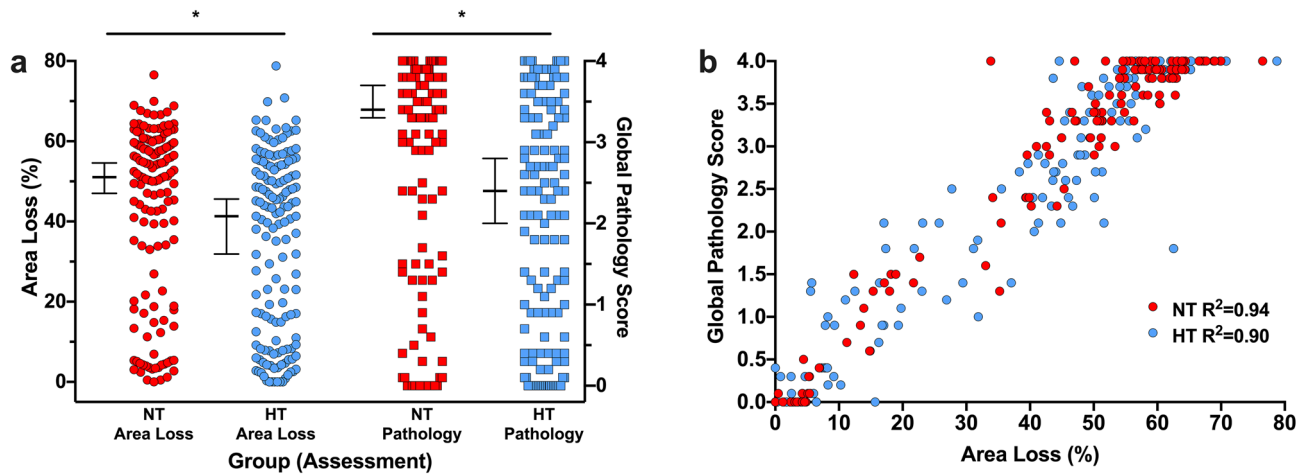 a
*
*
80
60
40
20
0
Area Loss (%)
4
3
2
1
0
Global Pathology Score
NT
Area Loss
HT
Area Loss
NT
Pathology
HT
Pathology
Group (Assessment)
b
4.0
3.5
3.0
2.5
2.0
1.5
1.0
0.5
0.0
Global Pathology Score
NT R²=0.94
HT R²=0.90
0 10 20 30 40 50 60 70 80
Area Loss (%)